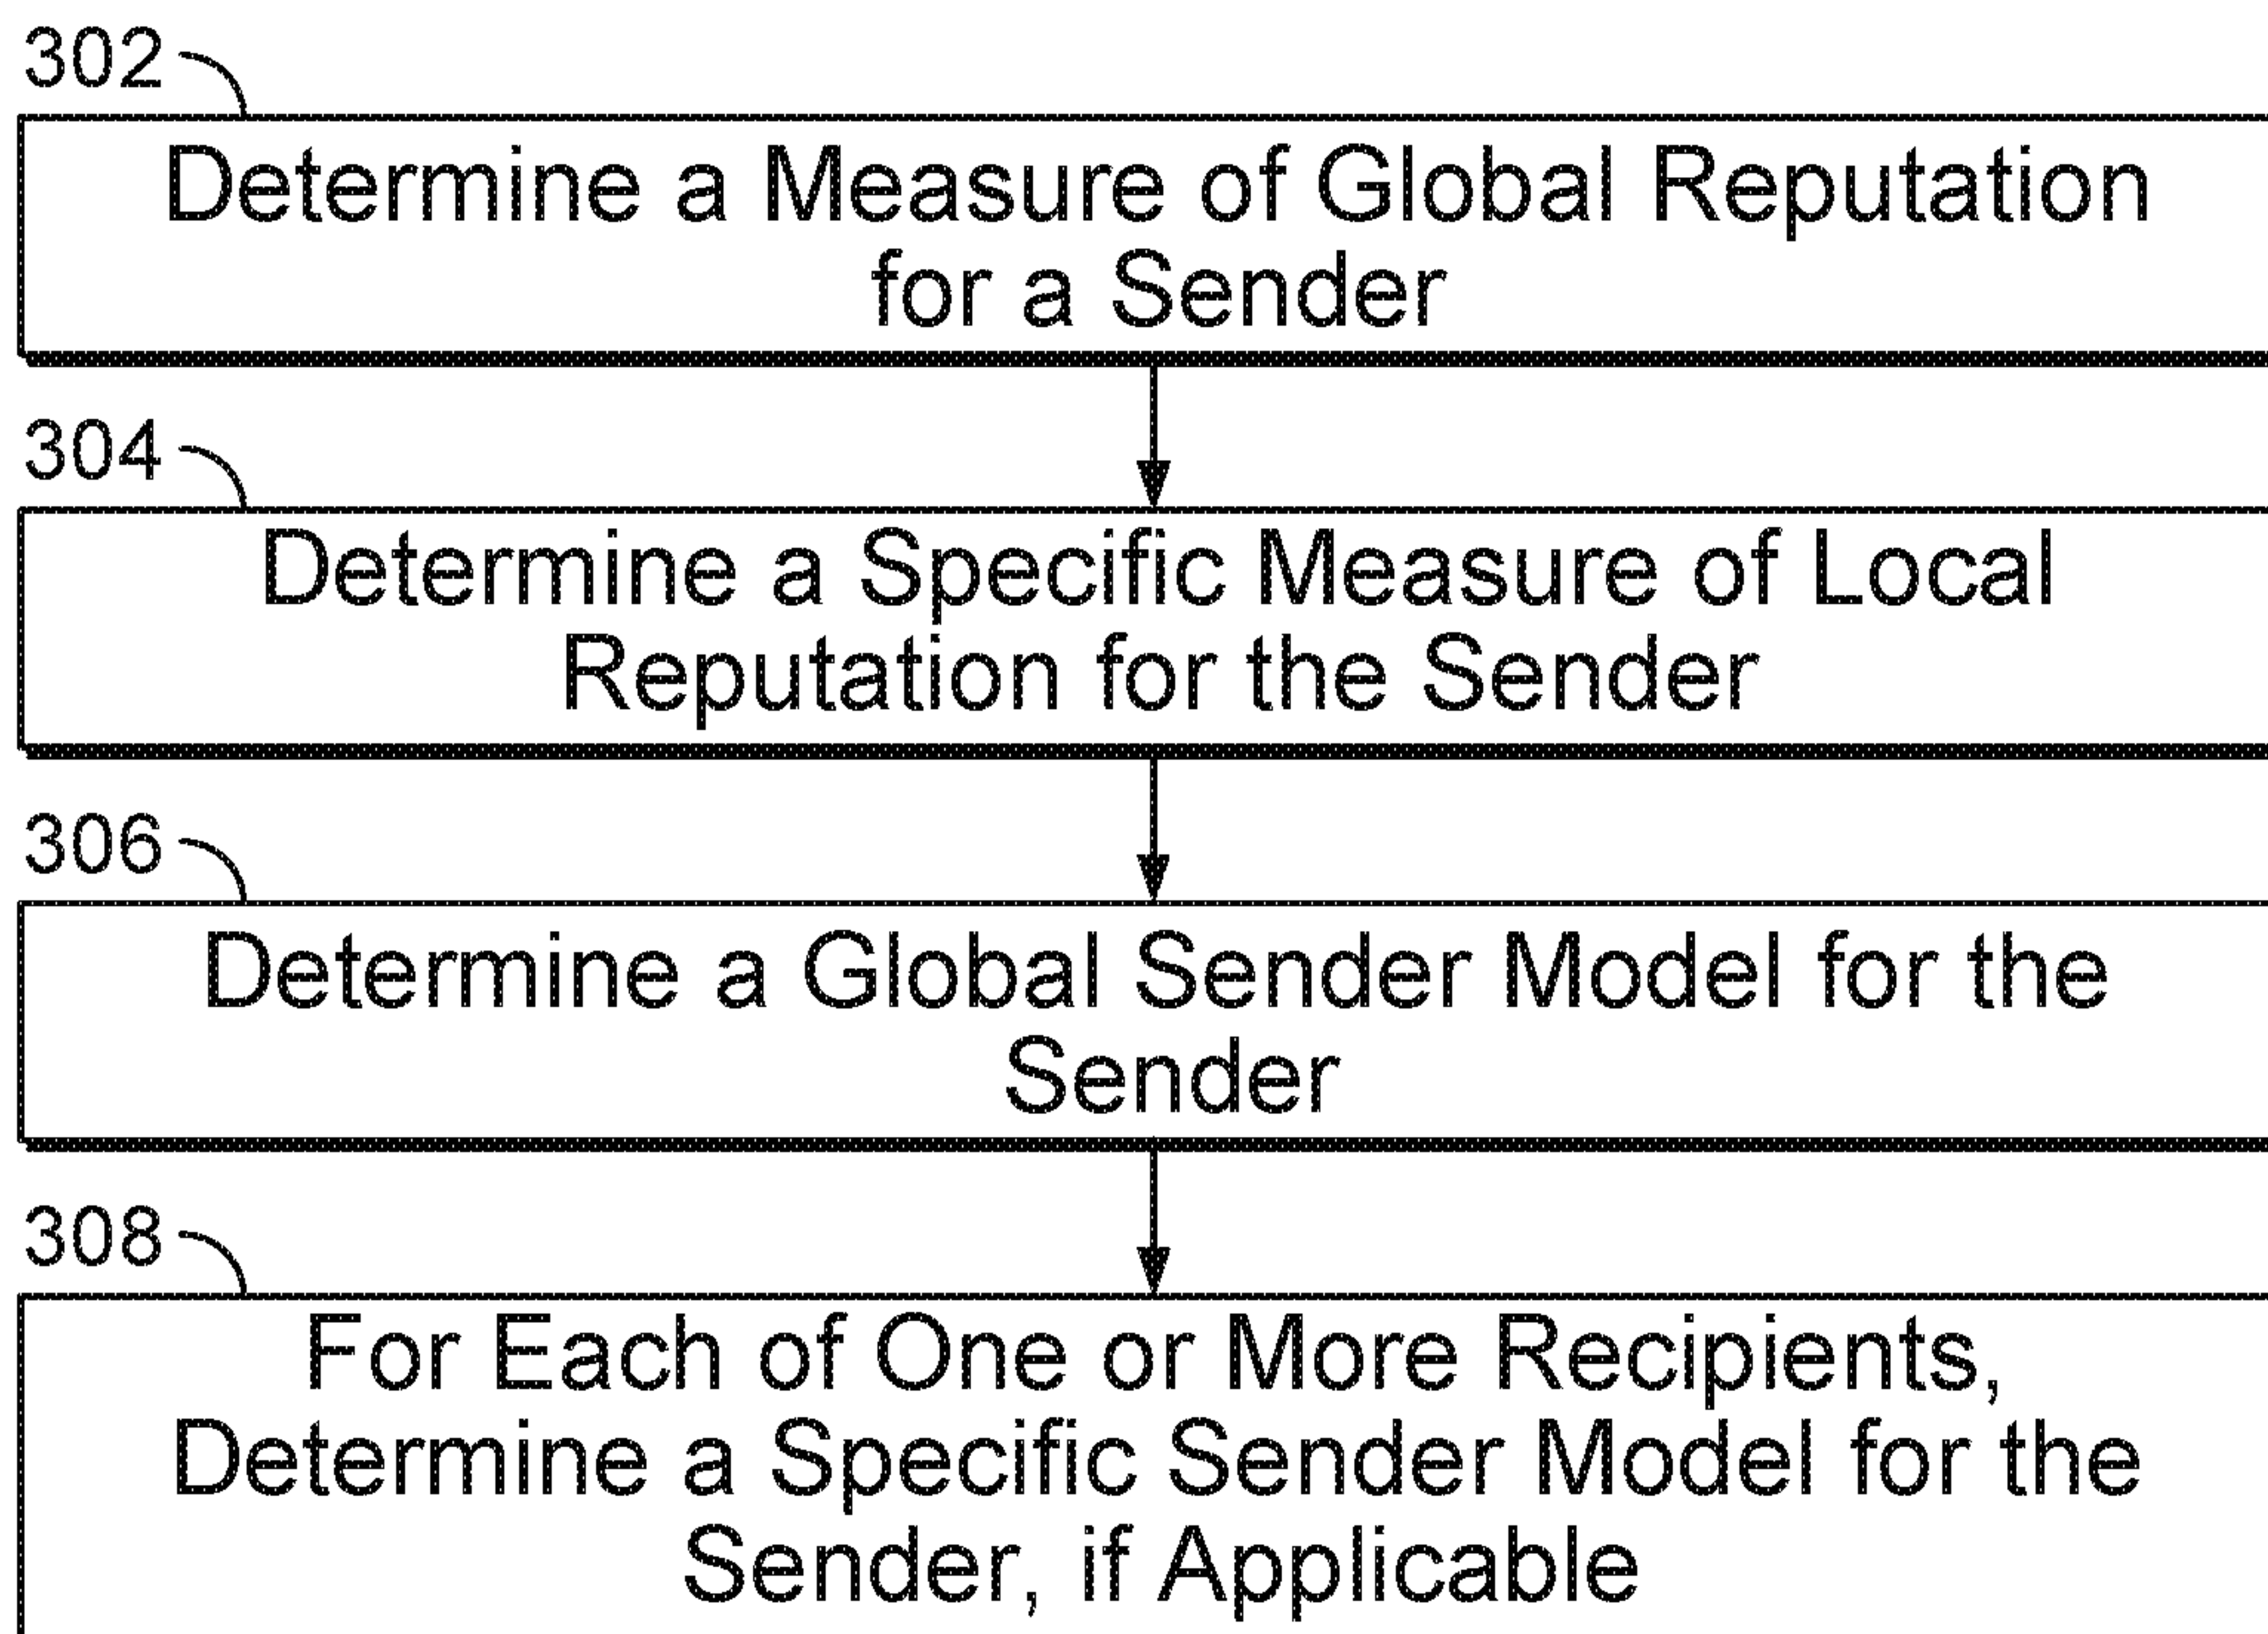 302
Determine a Measure of Global Reputation
for a Sender
304
Determine a Specific Measure of Local
Reputation for the Sender
306
Determine a Global Sender Model for the
Sender
308
For Each of One or More Recipients,
Determine a Specific Sender Model for the
Sender, if Applicable